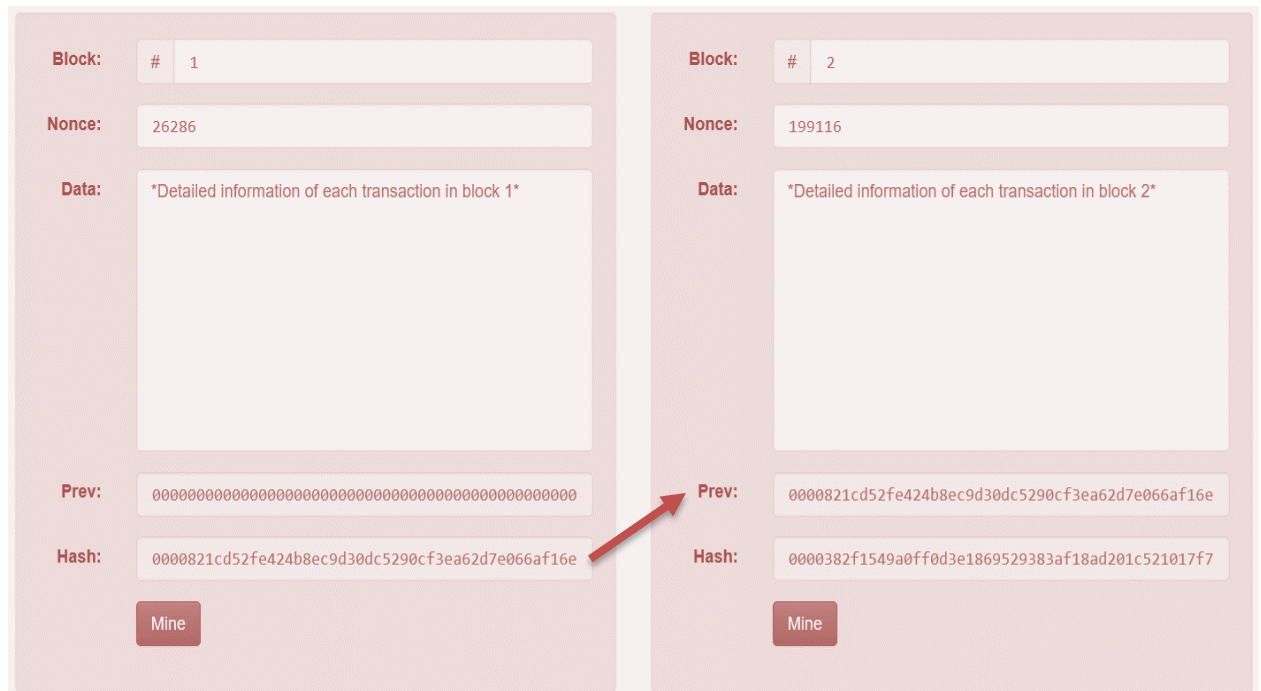 Block: # 1
Nonce: 26286
Data: *Detailed information of each transaction in block 1*
Prev: 0000000000000000000000000000000000000000000000000
Hash: 0000821cd52fe424b8ec9d30dc5290cf3ea62d7e066af16e
Mine
Block: # 2
Nonce: 199116
Data: *Detailed information of each transaction in block 2*
Prev: 0000821cd52fe424b8ec9d30dc5290cf3ea62d7e066af16e
Hash: 0000382f1549a0ff0d3e1869529383af18ad201c521017f7
Mine